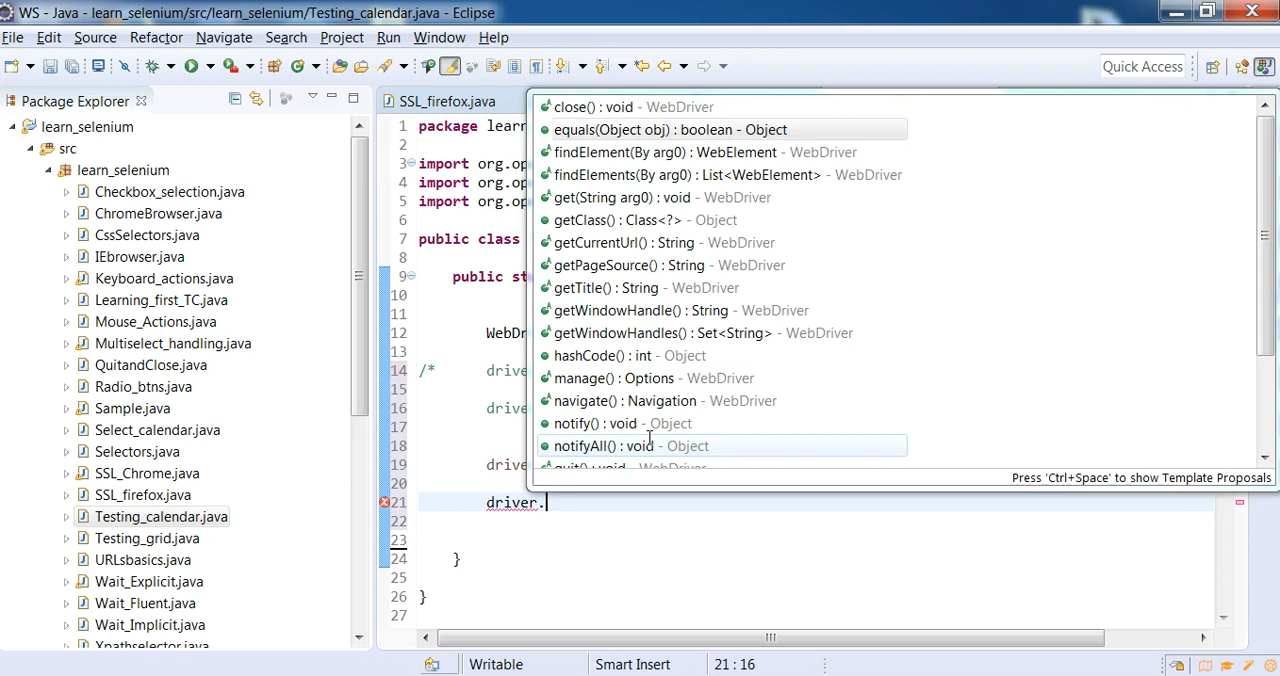 WS - Java - learn_selenium/src/learn_selenium/Testing_calendar.java - Eclipse
File Edit Source Refactor Navigate Search Project Run Window Help
Quick Access
Package Explorer
learn_selenium
src
learn_selenium
Checkbox_selection.java
ChromeBrowser.java
CssSelectors.java
IEbrowser.java
Keyboard_actions.java
Learning_first_TC.java
Mouse_Actions.java
Multiselect_handling.java
QuitandClose.java
Radio_btns.java
Sample.java
Select_calendar.java
Selectors.java
SSL_Chrome.java
SSL_firefox.java
Testing_calendar.java
Testing_grid.java
URLsbasics.java
Wait_Explicit.java
Wait_Fluent.java
Wait_Implicit.java
Xpathselector.java
SSL_firefox.java
1 package learn
2
3 import org.op
4 import org.op
5 import org.op
6
7 public class
8
9 public st
10
11
12 WebDr
13
14 /* drive
15
16 drive
17
18
19 drive
20
21 driver.
22
23
24 }
25
26 }
27
close() : void - WebDriver
equals(Object obj) : boolean - Object
findElement(By arg0) : WebElement - WebDriver
findElements(By arg0) : List<WebElement> - WebDriver
get(String arg0) : void - WebDriver
getClass() : Class<?> - Object
getCurrentUrl() : String - WebDriver
getPageSource() : String - WebDriver
getTitle() : String - WebDriver
getWindowHandle() : String - WebDriver
getWindowHandles() : Set<String> - WebDriver
hashCode() : int - Object
manage() : Options - WebDriver
navigate() : Navigation - WebDriver
notify() : void - Object
notifyAll() : void - Object
quit() : void - WebDriver
Press 'Ctrl+Space' to show Template Proposals
Writable Smart Insert 21 : 16